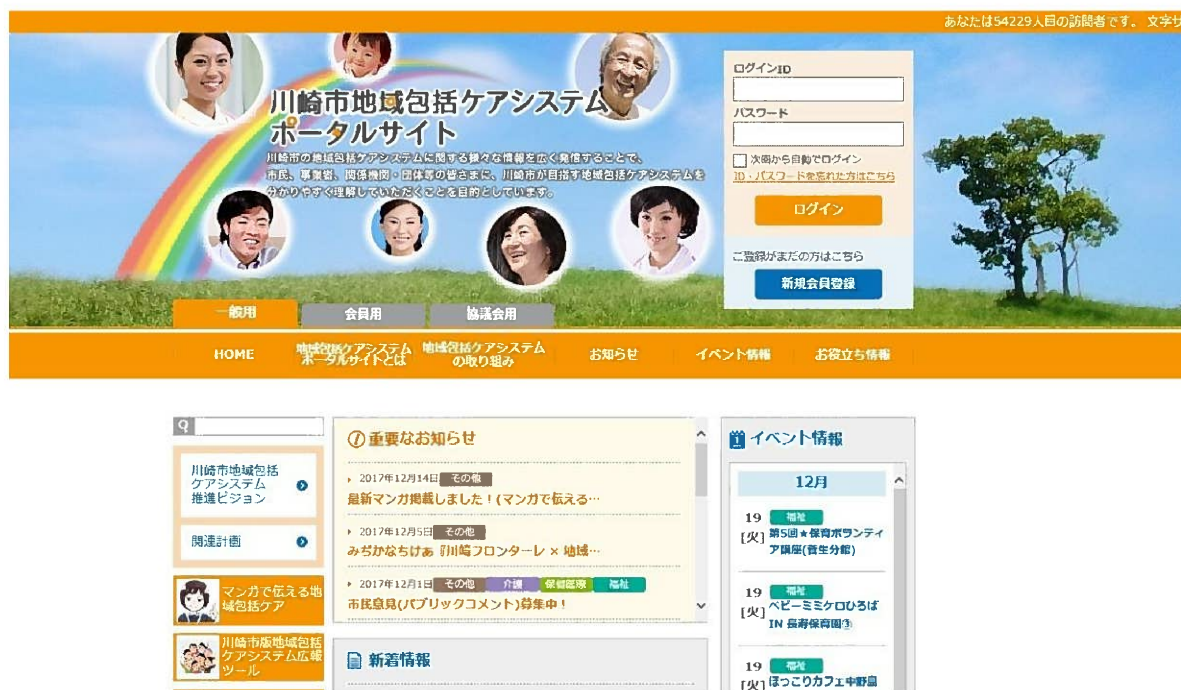 あなたは54229人目の訪問者です。 文字サ
川崎市地域包括ケアシステム
ポータルサイト
川崎市の地域包括ケアシステムに関する様々な情報を広く発信することで、
市民、事業者、関係機関・団体等の皆さまに、川崎市が目指す地域包括ケアシステムを
分かりやすく理解していただくことを目的としています。
ログインID
パスワード
次回から自動でログイン
ID・パスワードを忘れた方はこちら
ログイン
ご登録がまだの方はこちら
新規会員登録
一般用
会員用
協議会用
HOME
地域包括ケアシステム
ポータルサイトとは
地域包括ケアシステム
の取り組み
お知らせ
イベント情報
お役立ち情報
川崎市地域包括
ケアシステム
推進ビジョン
関連計画
マンガで伝える地
域包括ケア
川崎市版地域包括
ケアシステム広報
ツール
重要なお知らせ
2017年12月14日 その他
最新マンガ掲載しました！(マンガで伝える…
2017年12月5日 その他
みぢかなちけあ『川崎フロンターレ × 地域…
2017年12月1日 その他 介護 保健医療 福祉
市民意見(パブリックコメント)募集中！
新着情報
イベント情報
12月
19 福祉
[火] 第5回★保育ボランティ
ア講座(菅生分館)
19 福祉
[火] ベビーミミケロひろば
IN 長寿保育園③
19 福祉
[火] ほっこりカフェ中野島